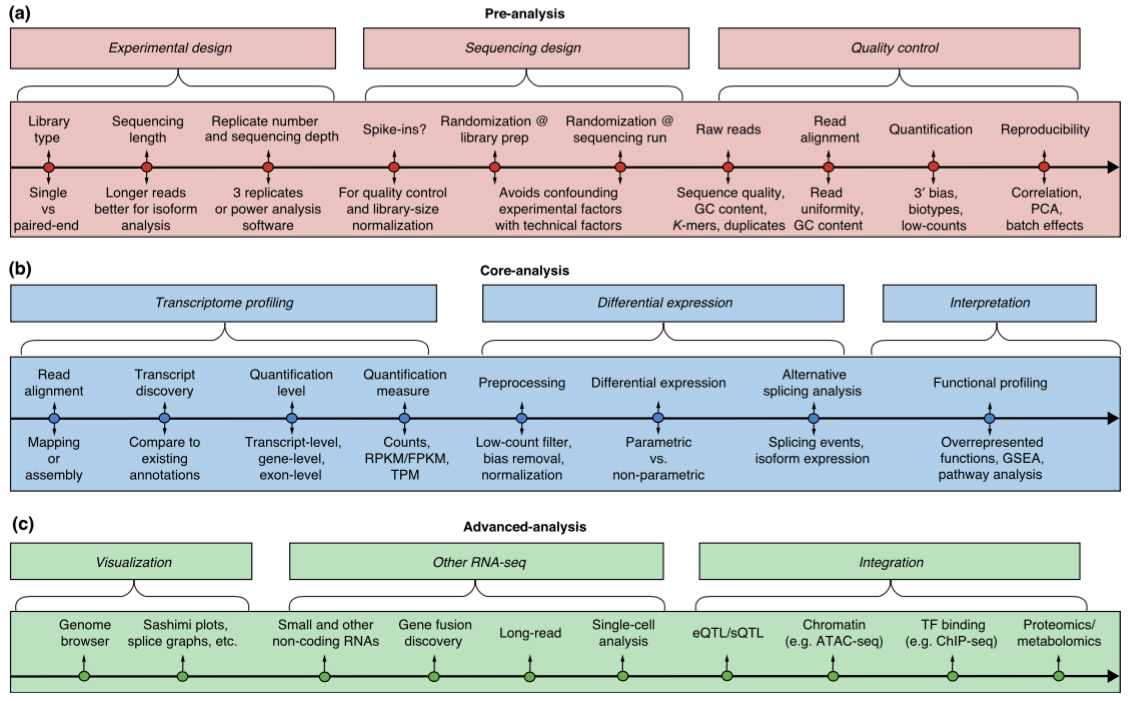 (a)
Pre-analysis
Experimental design
Sequencing design
Quality control
Library
type
Sequencing
length
Replicate number
and sequencing depth
Spike-ins?
Randomization @
library prep
Randomization @
sequencing run
Raw reads
Read
alignment
Quantification
Reproducibility
Single
vs
paired-end
Longer reads
better for isoform
analysis
3 replicates
or power analysis
software
For quality control
and library-size
normalization
Avoids confounding
experimental factors
with technical factors
Sequence quality,
GC content,
K-mers, duplicates
Read
uniformity,
GC content
3′ bias,
biotypes,
low-counts
Correlation,
PCA,
batch effects
(b)
Core-analysis
Transcriptome profiling
Differential expression
Interpretation
Read
alignment
Transcript
discovery
Quantification
level
Quantification
measure
Preprocessing
Differential expression
Alternative
splicing analysis
Functional profiling
Mapping
or
assembly
Compare to
existing
annotations
Transcript-level,
gene-level,
exon-level
Counts,
RPKM/FPKM,
TPM
Low-count filter,
bias removal,
normalization
Parametric
vs.
non-parametric
Splicing events,
isoform expression
Overrepresented
functions, GSEA,
pathway analysis
(c)
Advanced-analysis
Visualization
Other RNA-seq
Integration
Genome
browser
Sashimi plots,
splice graphs, etc.
Small and other
non-coding RNAs
Gene fusion
discovery
Long-read
Single-cell
analysis
eQTL/sQTL
Chromatin
(e.g. ATAC-seq)
TF binding
(e.g. ChIP-seq)
Proteomics/
metabolomics